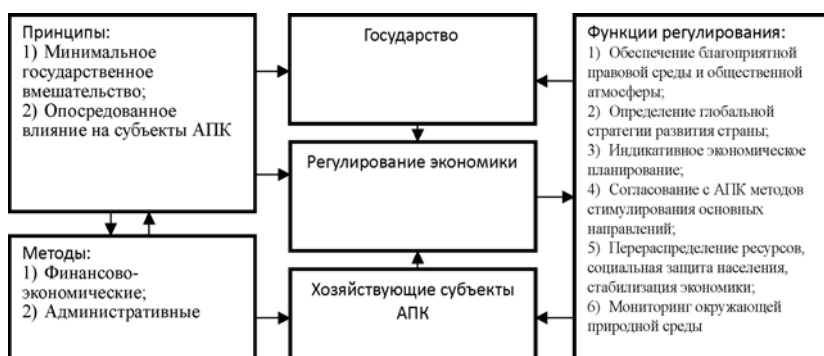 Принципы:
1) Минимальное
государственное
вмешательство;
2) Опосредованное
влияние на субъекты АПК
Методы:
1) Финансово-
экономические;
2) Административные
Государство
Регулирование экономики
Хозяйствующие субъекты
АПК
Функции регулирования:
1) Обеспечение благоприятной
правовой среды и общественной
атмосферы;
2) Определение глобальной
стратегии развития страны;
3) Индикативное экономическое
планирование;
4) Согласование с АПК методов
стимулирования основных
направлений;
5) Перераспределение ресурсов,
социальная защита населения,
стабилизация экономики;
6) Мониторинг окружающей
природной среды